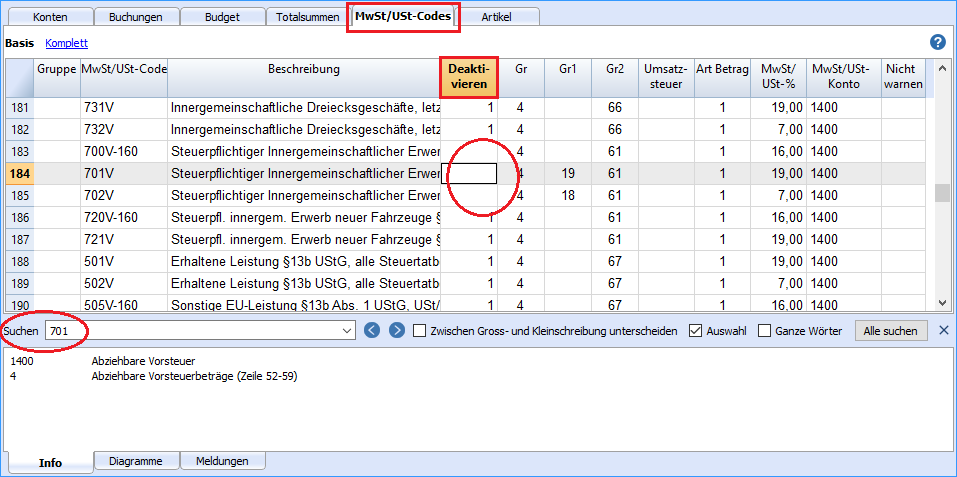 Konten Buchungen Budget Totalsummen MwSt/USt-Codes Artikel
Basis Komplett
Gruppe MwSt/USt-Code Beschreibung Deakti- Gr Gr1 Gr2 Umsatz- Art Betrag MwSt/ MwSt/USt- Nicht
vieren steuer USt-% Konto warnen
181 731V Innergemeinschaftliche Dreiecksgeschäfte, letz 1 4 66 1 19,00 1400
182 732V Innergemeinschaftliche Dreiecksgeschäfte, letz 1 4 66 1 7,00 1400
183 700V-160 Steuerpflichtiger Innergemeinschaftlicher Erwer 4 61 1 16,00 1400
184 701V Steuerpflichtiger Innergemeinschaftlicher Erwer 4 19 61 1 19,00 1400
185 702V Steuerpflichtiger Innergemeinschaftlicher Erwer 4 18 61 1 7,00 1400
186 720V-160 Steuerpfl. innergem. Erwerb neuer Fahrzeuge § 1 4 61 1 16,00 1400
187 721V Steuerpfl. innergem. Erwerb neuer Fahrzeuge § 1 4 61 1 19,00 1400
188 501V Erhaltene Leistung §13b UStG, alle Steuertatb 1 4 67 1 19,00 1400
189 502V Erhaltene Leistung §13b UStG, alle Steuertatb 1 4 67 1 7,00 1400
190 505V-160 Sonstige EU-Leistung §13b Abs. 1 UStG, USt/ 1 4 67 1 16,00 1400
Suchen 701 Zwischen Gross- und Kleinschreibung unterscheiden Auswahl Ganze Wörter Alle suchen
1400 Abziehbare Vorsteuer
4 Abziehbare Vorsteuerbeträge (Zeile 52-59)
Info Diagramme Meldungen